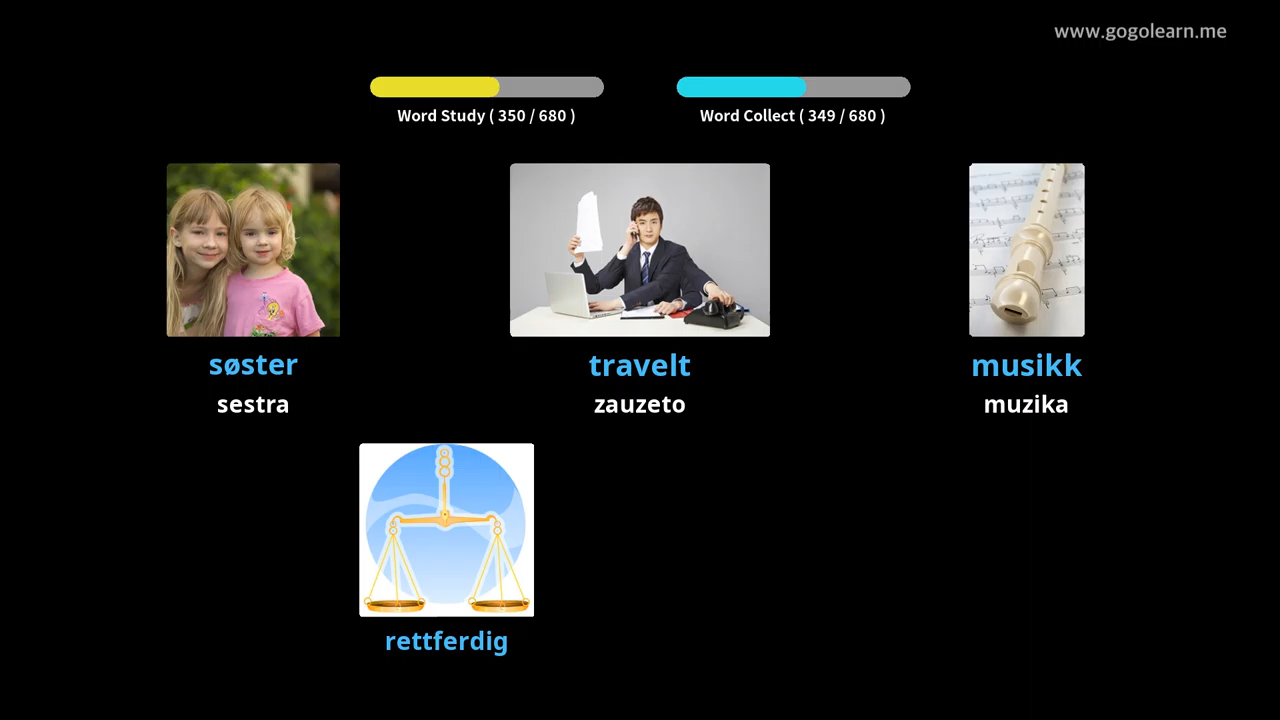 www.gogolearn.me
Word Study ( 350 / 680 )
Word Collect ( 349 / 680 )
søster
travelt
musikk
sestra
zauzeto
muzika
rettferdig